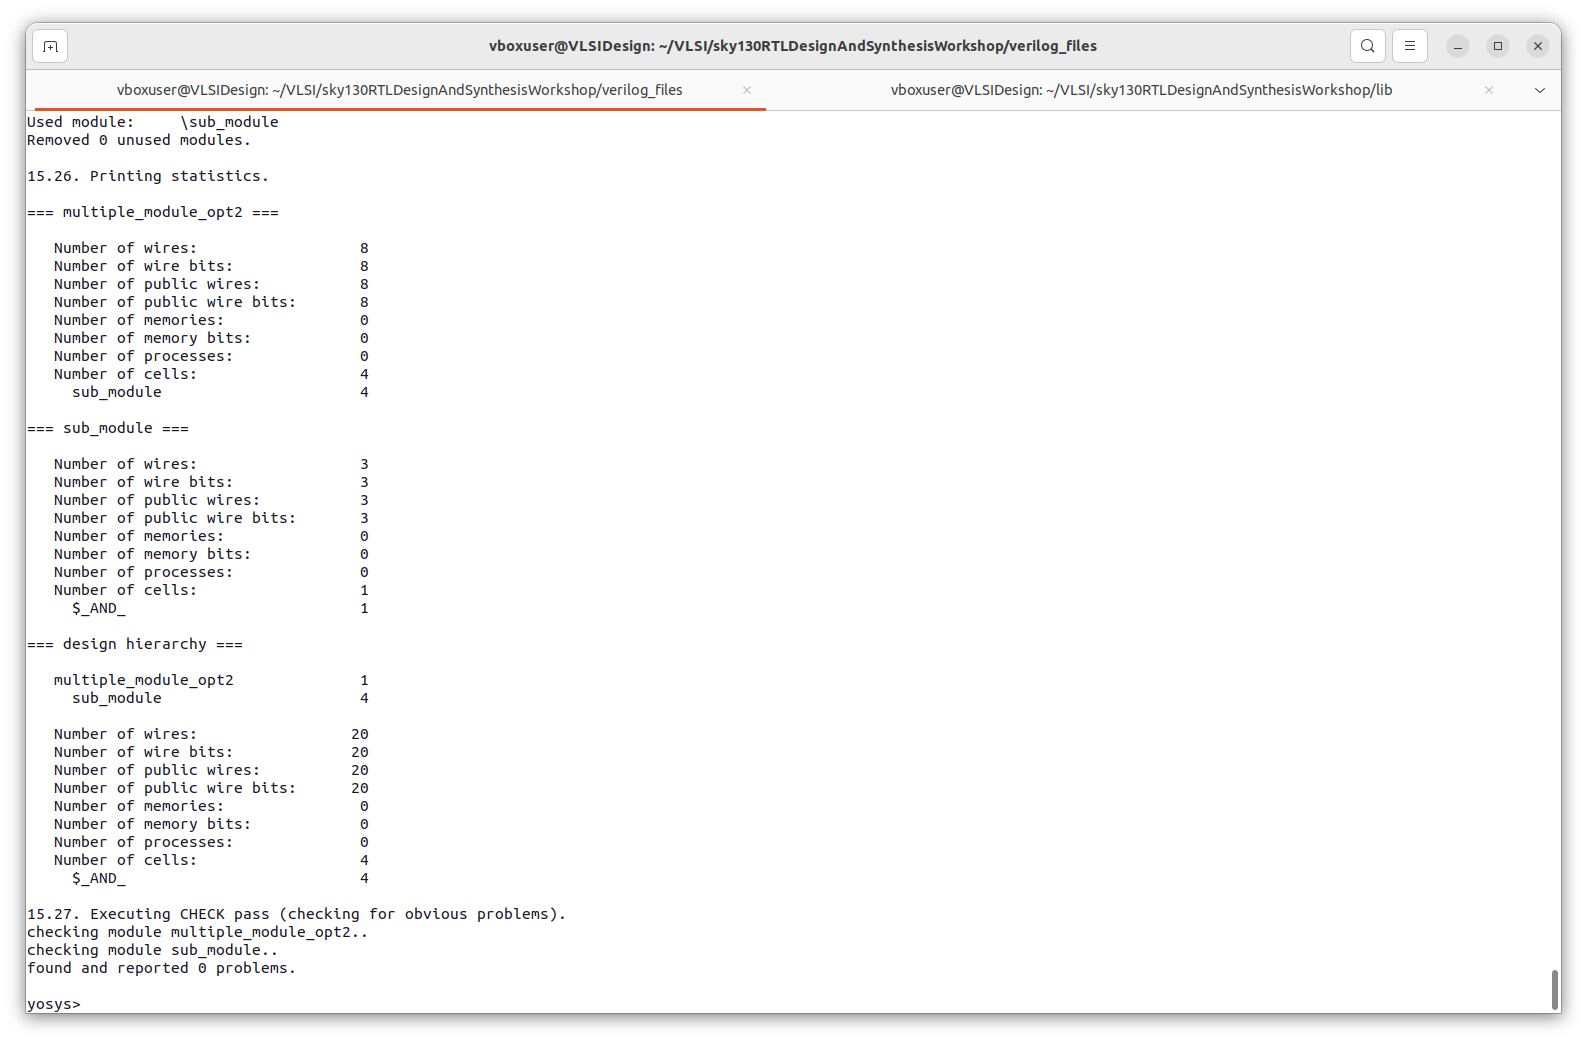 vboxuser@VLSIDesign: ~/VLSI/sky130RTLDesignAndSynthesisWorkshop/verilog_files
vboxuser@VLSIDesign: ~/VLSI/sky130RTLDesignAndSynthesisWorkshop/verilog_files
vboxuser@VLSIDesign: ~/VLSI/sky130RTLDesignAndSynthesisWorkshop/lib
Used module:     \sub_module
Removed 0 unused modules.
15.26. Printing statistics.
=== multiple_module_opt2 ===
Number of wires:                  8
Number of wire bits:              8
Number of public wires:           8
Number of public wire bits:       8
Number of memories:               0
Number of memory bits:            0
Number of processes:              0
Number of cells:                  4
sub_module                      4
=== sub_module ===
Number of wires:                  3
Number of wire bits:              3
Number of public wires:           3
Number of public wire bits:       3
Number of memories:               0
Number of memory bits:            0
Number of processes:              0
Number of cells:                  1
$_AND_                          1
=== design hierarchy ===
multiple_module_opt2              1
sub_module                      4
Number of wires:                 20
Number of wire bits:             20
Number of public wires:          20
Number of public wire bits:      20
Number of memories:               0
Number of memory bits:            0
Number of processes:              0
Number of cells:                  4
$_AND_                          4
15.27. Executing CHECK pass (checking for obvious problems).
checking module multiple_module_opt2..
checking module sub_module..
found and reported 0 problems.
yosys>